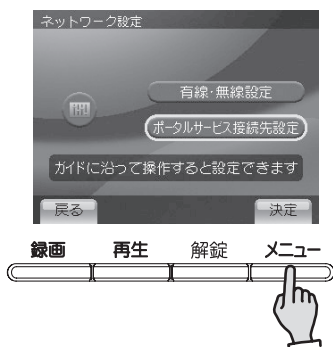 ネットワーク設定
有線・無線設定
ポータルサービス接続先設定
ガイドに沿って操作すると設定できます
戻る 決定
録画 再生 解錠 メニュー